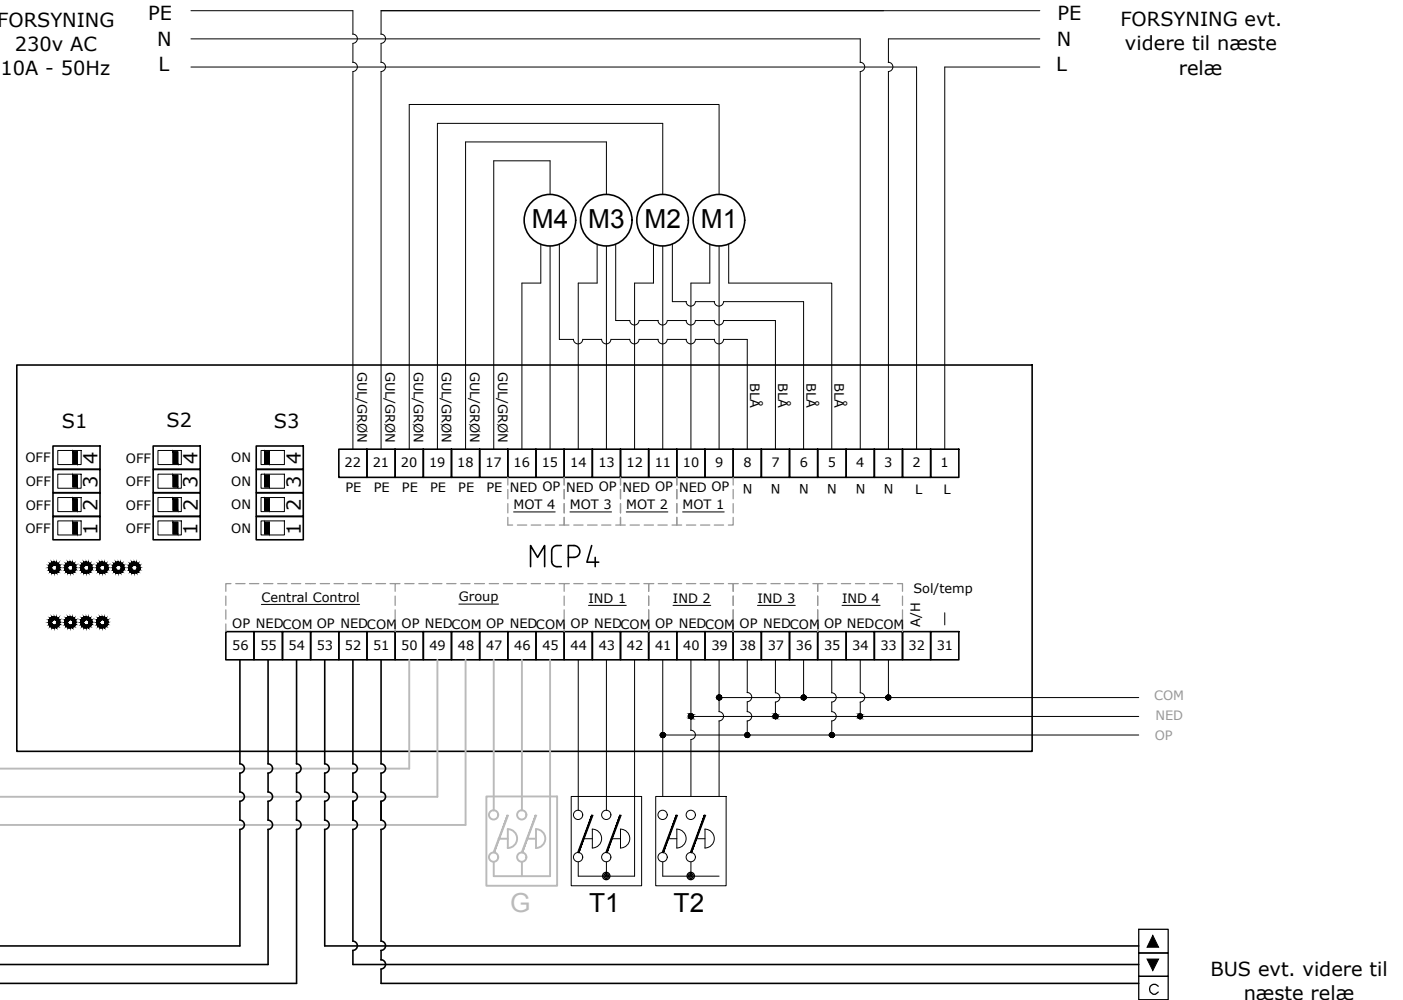 FORSYNING
230v AC
10A - 50Hz
PE
N
L
PE
N
L
FORSYNING evt.
videre til næste
relæ
M4 M3 M2 M1
GUL/GRØN GUL/GRØN GUL/GRØN GUL/GRØN GUL/GRØN GUL/GRØN
BLÅ BLÅ BLÅ BLÅ
S1 S2 S3
OFF 4 OFF 4 ON 4
OFF 3 OFF 3 ON 3
OFF 2 OFF 2 ON 2
OFF 1 OFF 1 ON 1
22 21 20 19 18 17 16 15 14 13 12 11 10 9 8 7 6 5 4 3 2 1
PE PE PE PE PE PE NED OP NED OP NED OP NED OP N N N N N N L L
MOT 4 MOT 3 MOT 2 MOT 1
MCP4
Central Control Group IND 1 IND 2 IND 3 IND 4 Sol/temp
OP NED COM OP NED COM OP NED COM OP NED COM OP NED COM OP NED COM OP NED COM OP NED COM A/H —
56 55 54 53 52 51 50 49 48 47 46 45 44 43 42 41 40 39 38 37 36 35 34 33 32 31
COM
NED
OP
G T1 T2
▲
▼
C
BUS evt. videre til
næste relæ